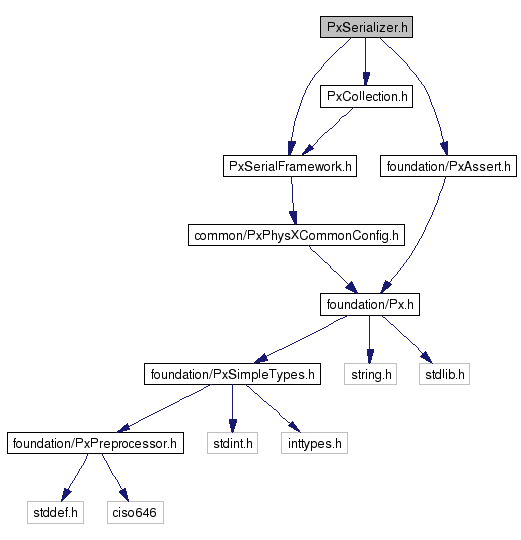 PxSerializer.h
PxCollection.h
PxSerialFramework.h
foundation/PxAssert.h
common/PxPhysXCommonConfig.h
foundation/Px.h
foundation/PxSimpleTypes.h
string.h
stdlib.h
foundation/PxPreprocessor.h
stdint.h
inttypes.h
stddef.h
ciso646